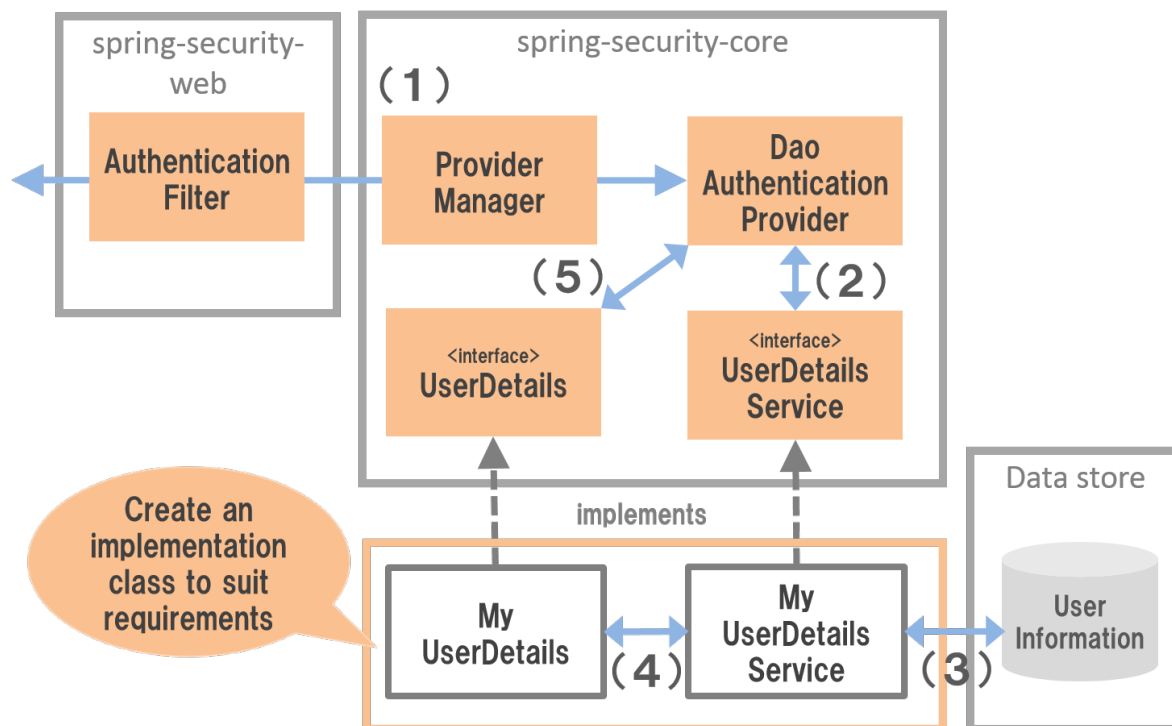 spring-security-
web
spring-security-core
(1)
Authentication
Filter
Provider
Manager
Dao
Authentication
Provider
(5)
(2)
<interface>
UserDetails
<interface>
UserDetails
Service
Data store
implements
Create an
implementation
class to suit
requirements
My
UserDetails
(4)
My
UserDetails
Service
(3)
User
Information